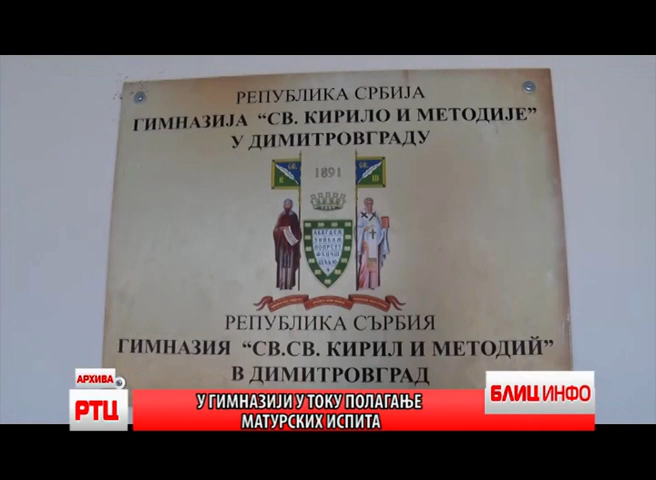 РЕПУБЛИКА СРБИЈА
ГИМНАЗИЈА "СВ. КИРИЛО И МЕТОДИЈЕ"
У ДИМИТРОВГРАДУ
1891
РЕПУБЛИКА СЪРБИЯ
ГИМНАЗИЯ "СВ.СВ. КИРИЛ И МЕТОДИЙ"
В ДИМИТРОВГРАД
АРХИВА
РТЦ
У ГИМНАЗИЈИ У ТОКУ ПОЛАГАЊЕ
МАТУРСКИХ ИСПИТА
БЛИЦ ИНФО